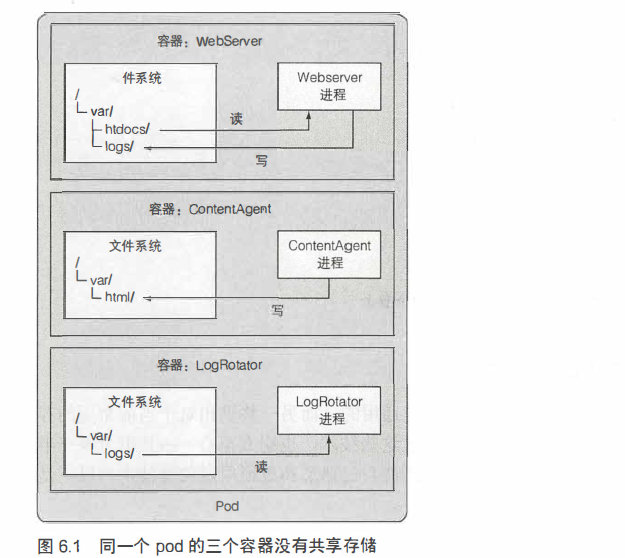 容器：WebServer
件系统
/
var/
htdocs/
logs/
Webserver
进程
读
写
容器：ContentAgent
文件系统
/
var/
html/
ContentAgent
进程
写
容器：LogRotator
文件系统
/
var/
logs/
LogRotator
进程
读
Pod
图 6.1 同一个 pod 的三个容器没有共享存储